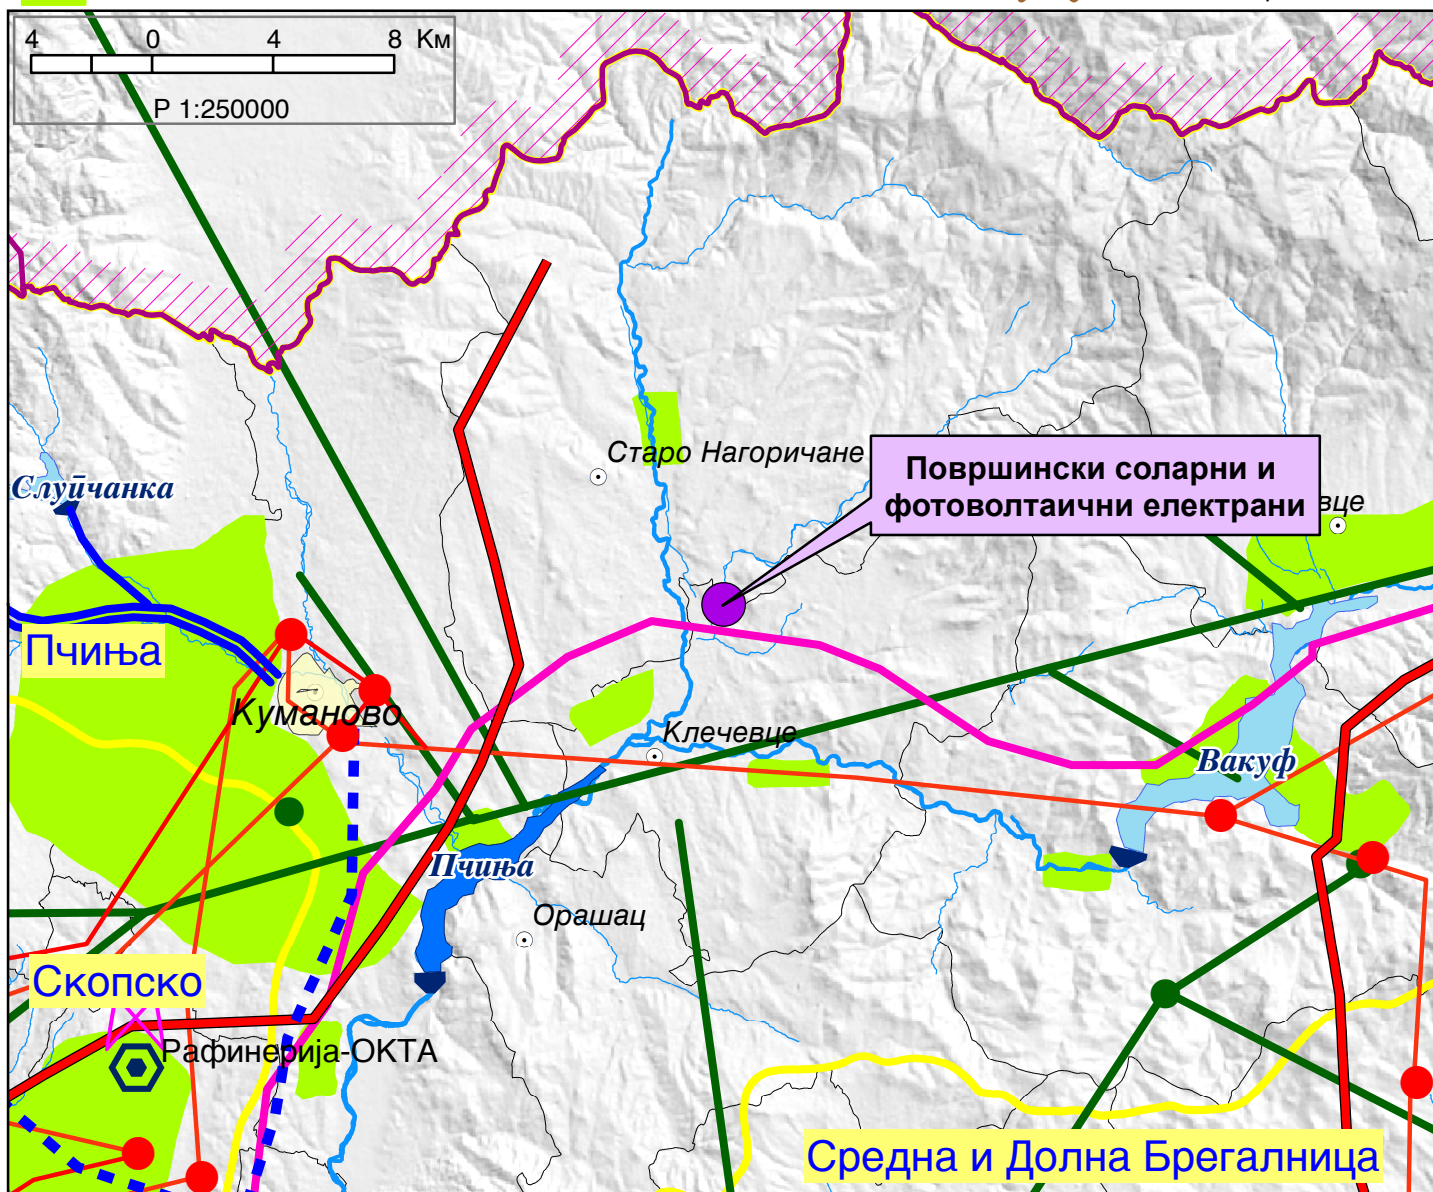 4 0 4 8 Км
Р 1:250000
Старо Нагоричане
Површински соларни и
фотоволтаични електрани
вце
Слупчанка
Пчиња
Куманово
Клечевце
Вакуф
Пчиња
Орашац
Скопско
Рафинерија-ОКТА
Средна и Долна Брегалница